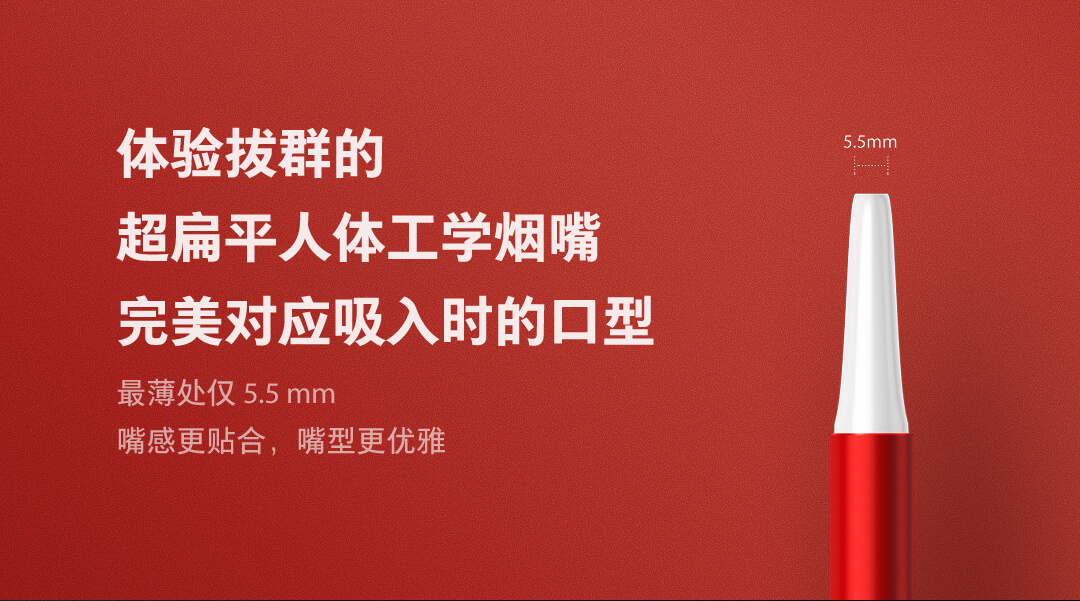 体验拔群的
超扁平人体工学烟嘴
完美对应吸入时的口型
最薄处仅 5.5 mm
嘴感更贴合，嘴型更优雅
5.5mm